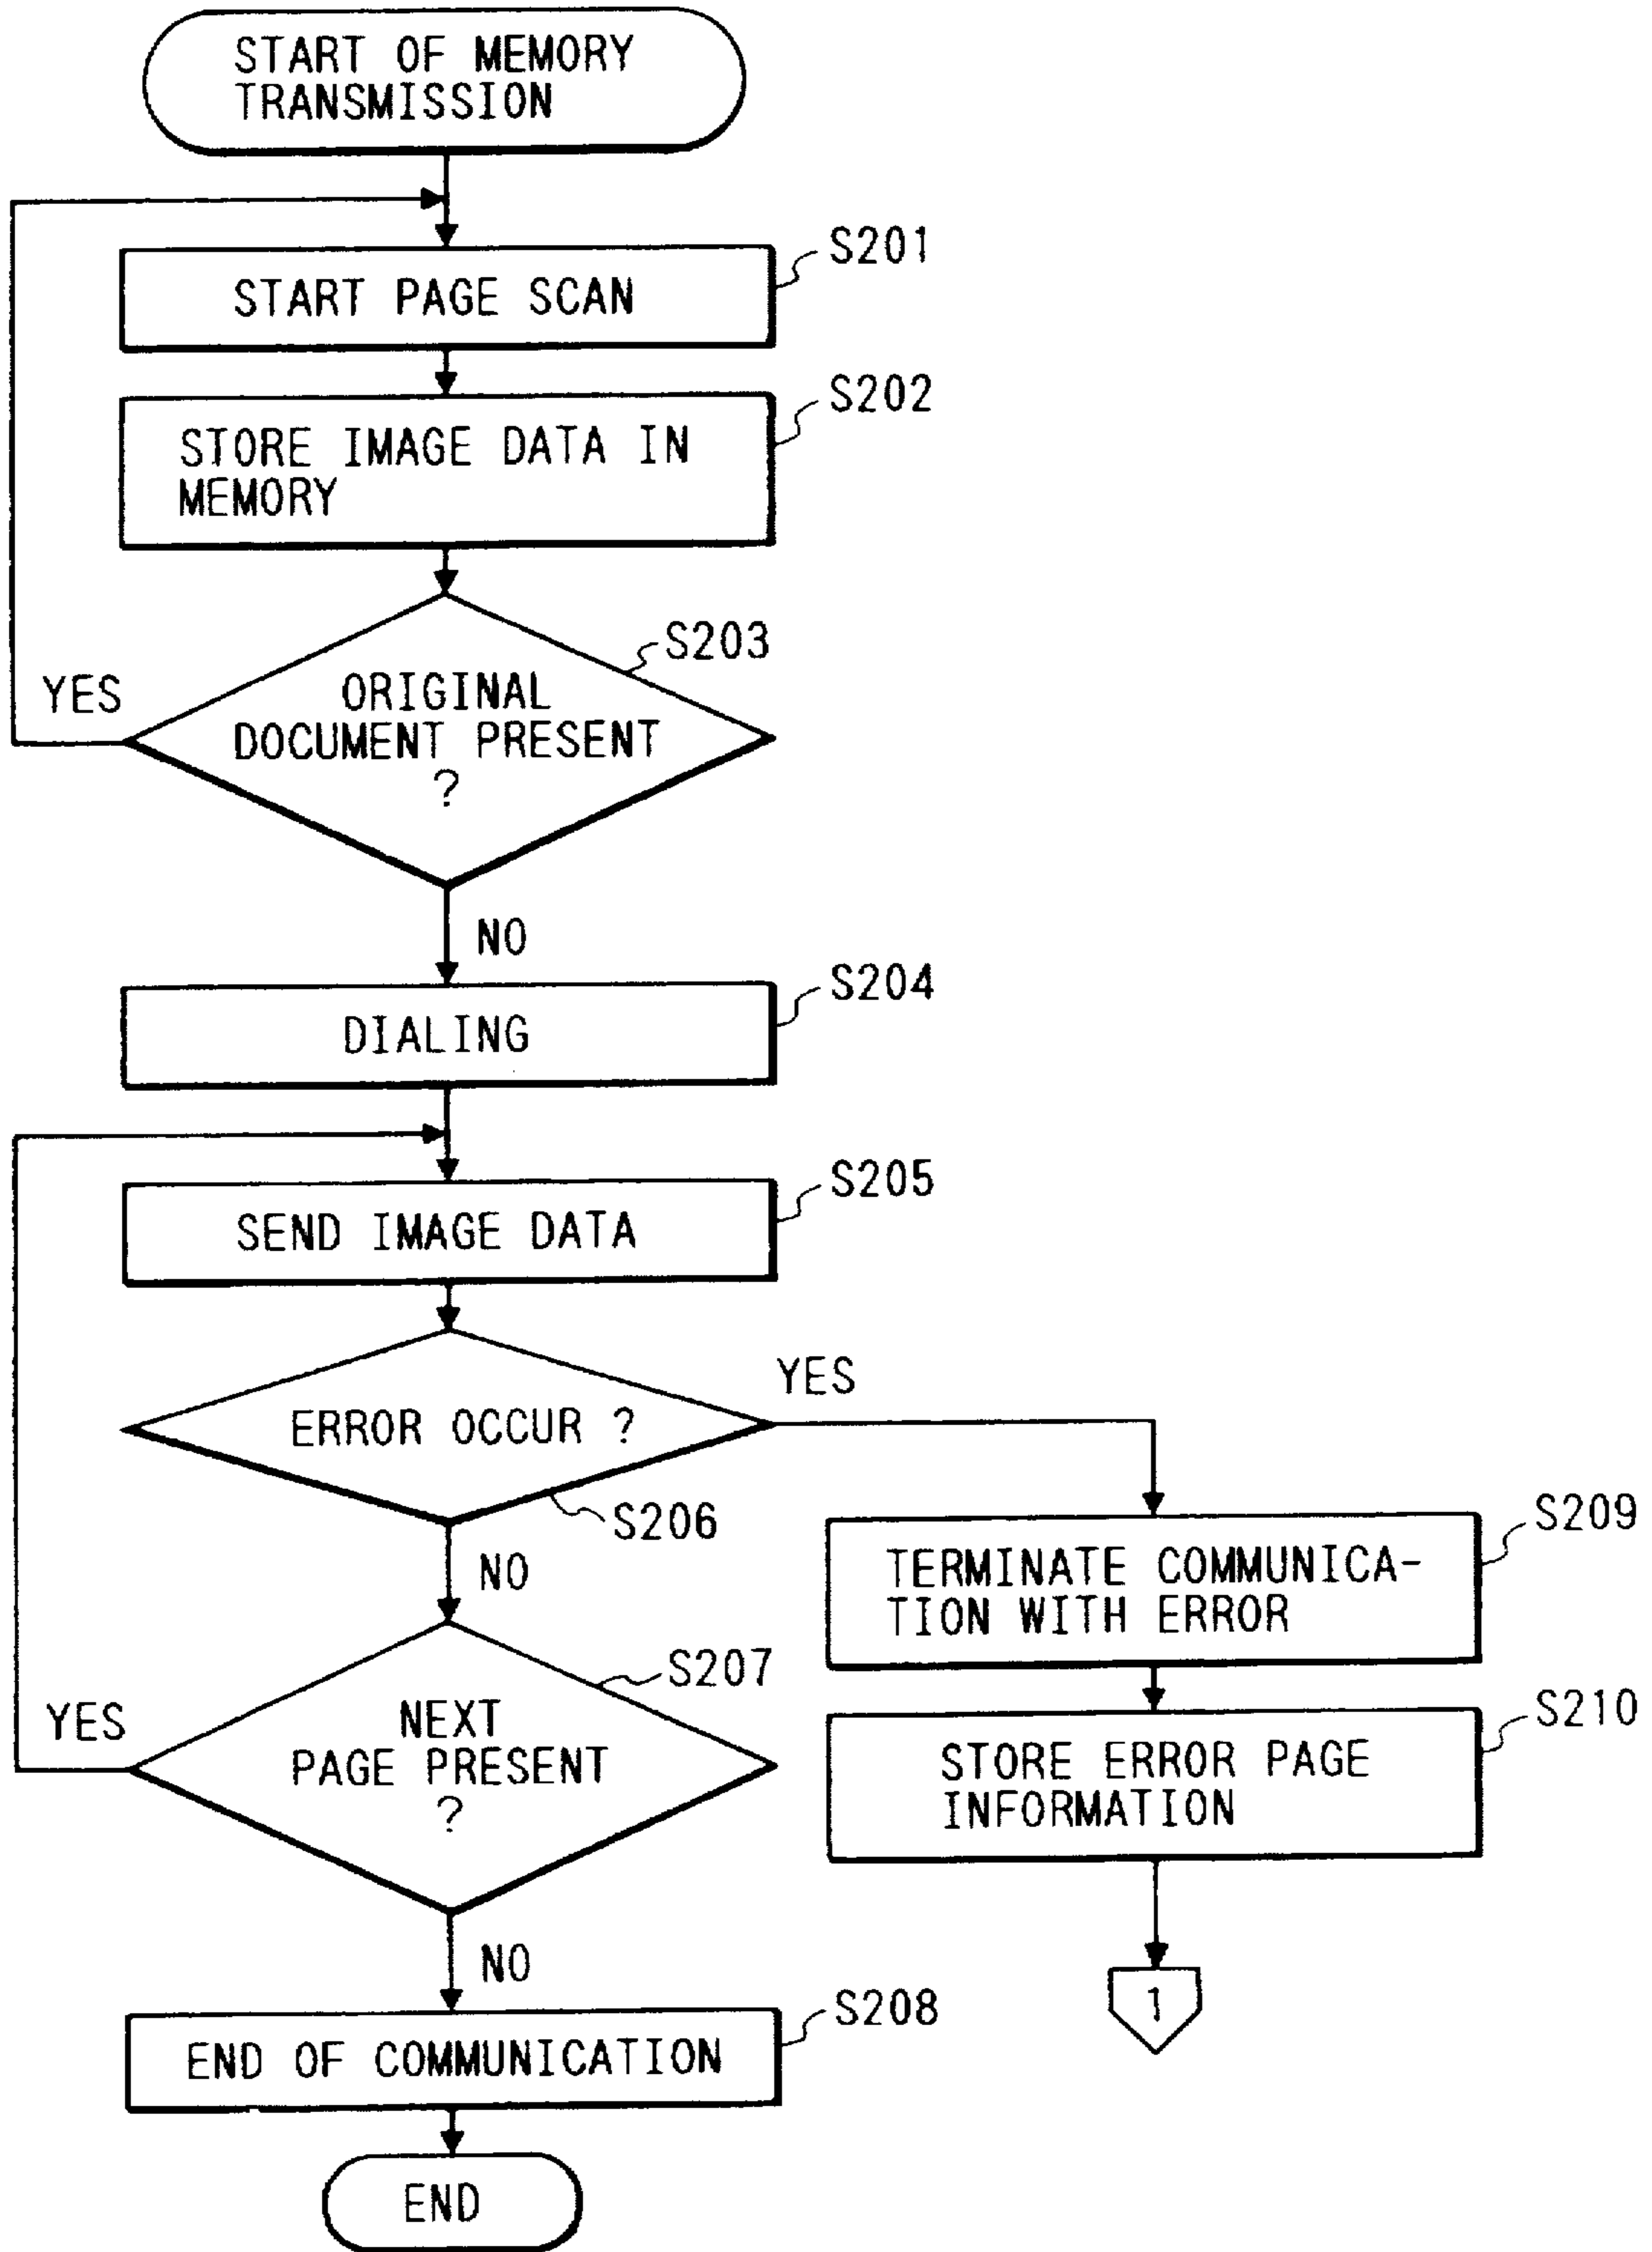 START OF MEMORY
TRANSMISSION
S201
START PAGE SCAN
S202
STORE IMAGE DATA IN
MEMORY
S203
YES
ORIGINAL
DOCUMENT PRESENT
?
NO
S204
DIALING
S205
SEND IMAGE DATA
YES
ERROR OCCUR ?
S206
NO
S209
TERMINATE COMMUNICA-
TION WITH ERROR
S207
YES
NEXT
PAGE PRESENT
?
S210
STORE ERROR PAGE
INFORMATION
NO
1
S208
END OF COMMUNICATION
END